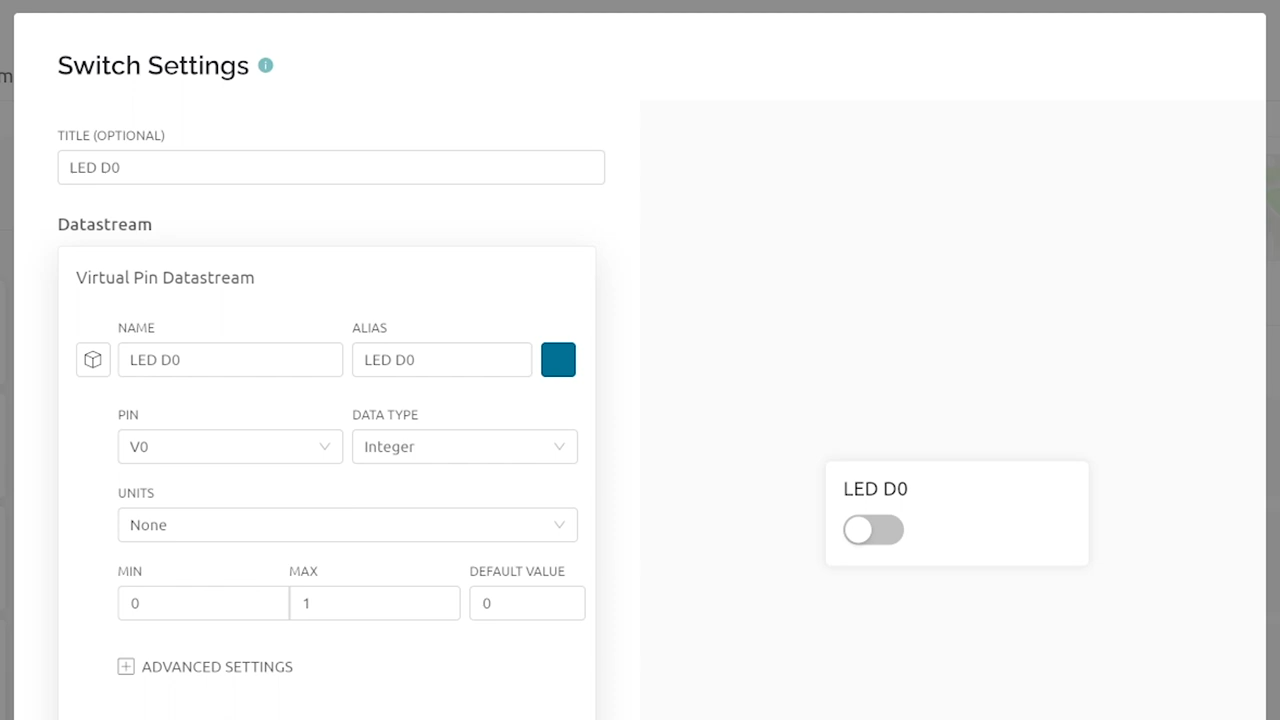 Switch Settings
m
TITLE (OPTIONAL)
LED D0
Datastream
Virtual Pin Datastream
NAME ALIAS
LED D0 LED D0
PIN DATA TYPE
V0 Integer
UNITS
None
MIN MAX DEFAULT VALUE
0 1 0
ADVANCED SETTINGS
LED D0